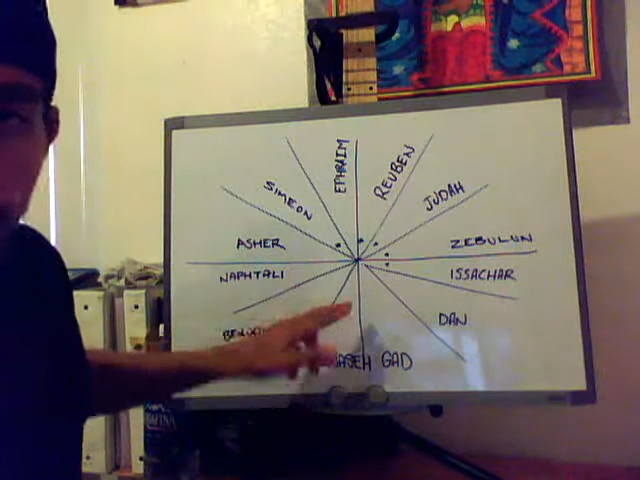 EPHRAIM
REUBEN
SIMEON
JUDAH
ASHER
ZEBULUN
NAPHTALI
ISSACHAR
DAN
GAD